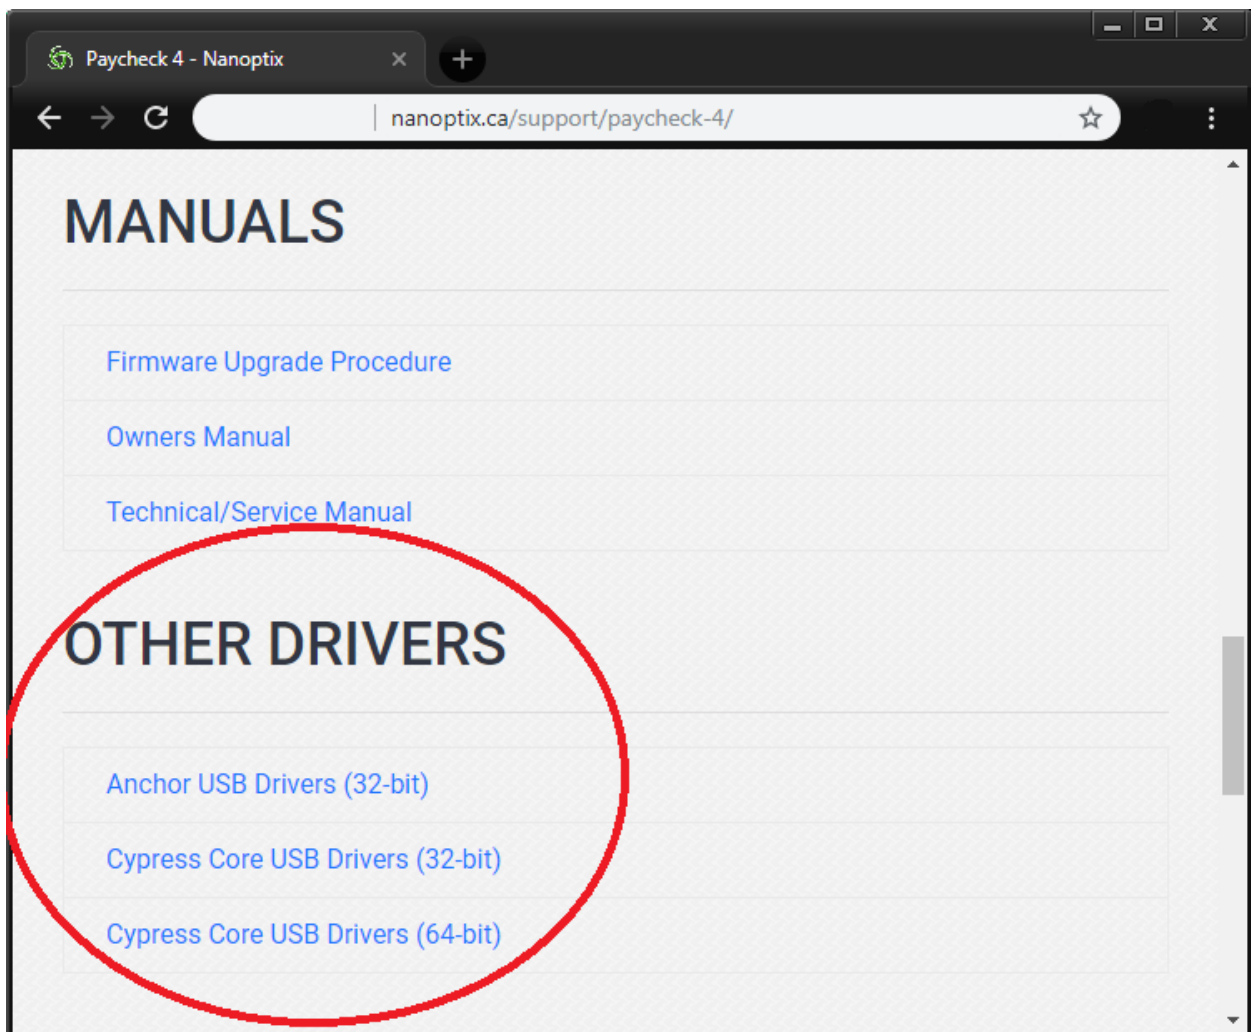 Paycheck 4 - Nanoptix
nanoptix.ca/support/paycheck-4/
MANUALS
Firmware Upgrade Procedure
Owners Manual
Technical/Service Manual
OTHER DRIVERS
Anchor USB Drivers (32-bit)
Cypress Core USB Drivers (32-bit)
Cypress Core USB Drivers (64-bit)